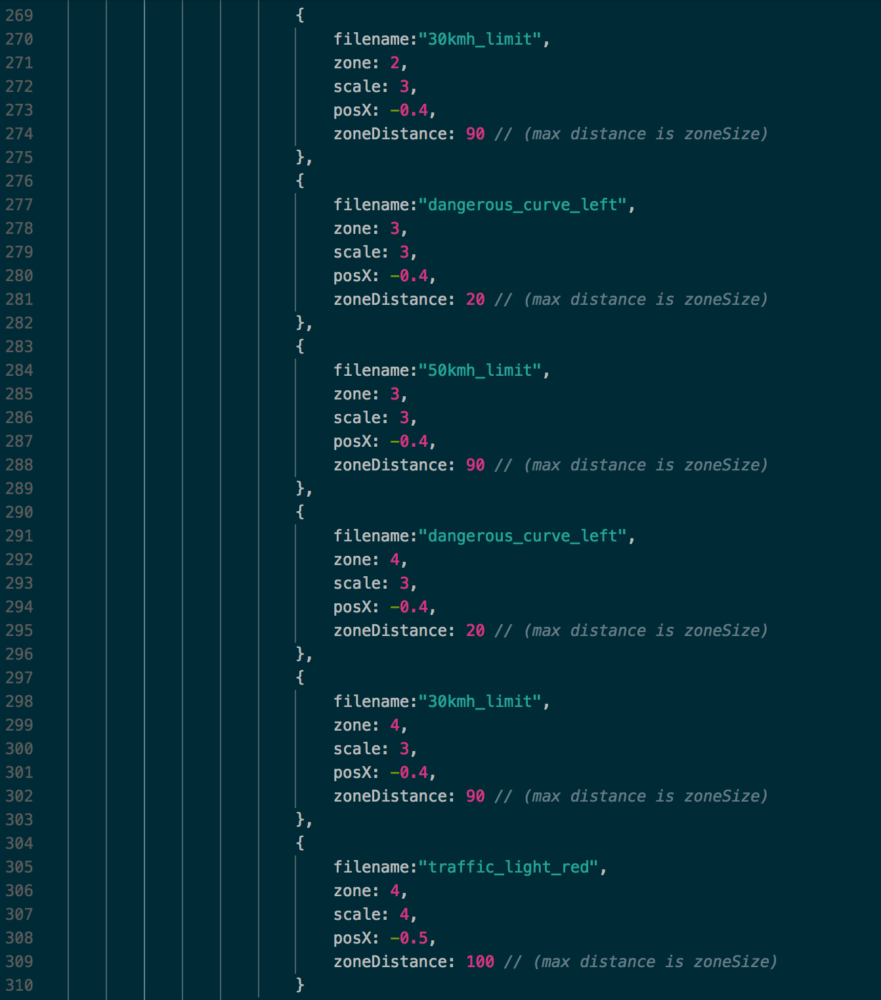 269 {
270 filename:"30kmh_limit",
271 zone: 2,
272 scale: 3,
273 posX: -0.4,
274 zoneDistance: 90 // (max distance is zoneSize)
275 },
276 {
277 filename:"dangerous_curve_left",
278 zone: 3,
279 scale: 3,
280 posX: -0.4,
281 zoneDistance: 20 // (max distance is zoneSize)
282 },
283 {
284 filename:"50kmh_limit",
285 zone: 3,
286 scale: 3,
287 posX: -0.4,
288 zoneDistance: 90 // (max distance is zoneSize)
289 },
290 {
291 filename:"dangerous_curve_left",
292 zone: 4,
293 scale: 3,
294 posX: -0.4,
295 zoneDistance: 20 // (max distance is zoneSize)
296 },
297 {
298 filename:"30kmh_limit",
299 zone: 4,
300 scale: 3,
301 posX: -0.4,
302 zoneDistance: 90 // (max distance is zoneSize)
303 },
304 {
305 filename:"traffic_light_red",
306 zone: 4,
307 scale: 4,
308 posX: -0.5,
309 zoneDistance: 100 // (max distance is zoneSize)
310 }